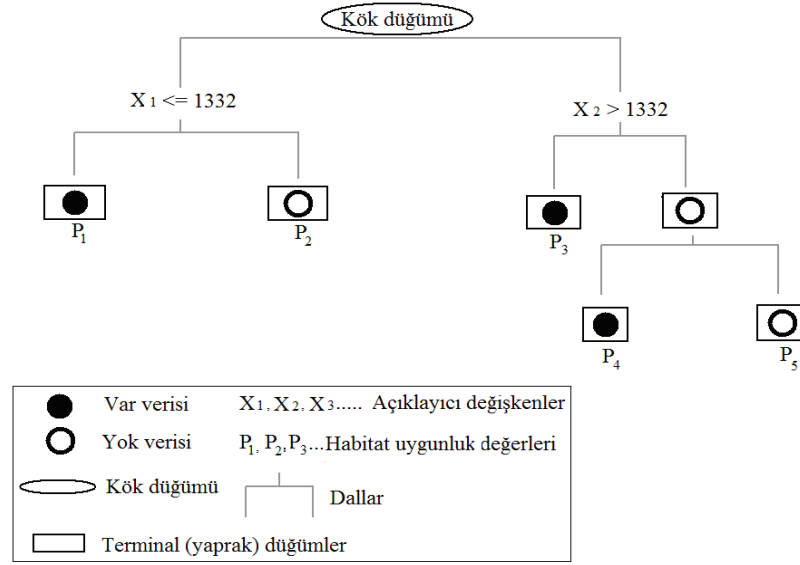 Kök düğümü
X1 <= 1332
X2 > 1332
P1
P2
P3
P4
P5
Var verisi
X1, X2, X3..... Açıklayıcı değişkenler
Yok verisi
P1, P2,P3...Habitat uygunluk değerleri
Kök düğümü
Dallar
Terminal (yaprak) düğümler